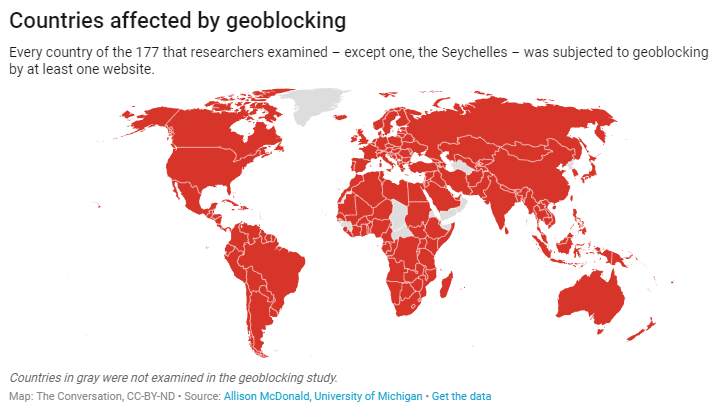 Countries affected by geoblocking
Every country of the 177 that researchers examined – except one, the Seychelles – was subjected to geoblocking
by at least one website.
Countries in gray were not examined in the geoblocking study.
Map: The Conversation, CC-BY-ND • Source: Allison McDonald, University of Michigan • Get the data